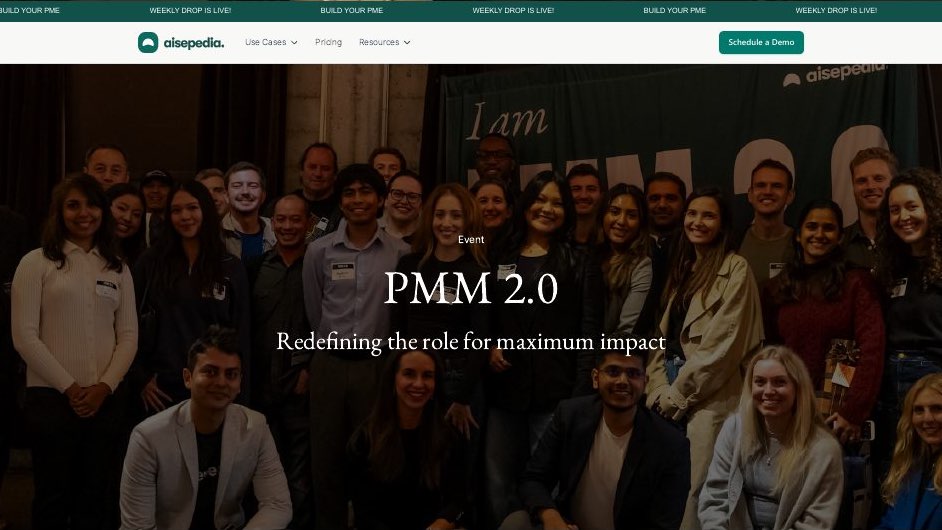 BUILD YOUR PME WEEKLY DROP IS LIVE! BUILD YOUR PME WEEKLY DROP IS LIVE! BUILD YOUR PME WEEKLY DROP IS LIVE!
aisepedia. Use Cases Pricing Resources Schedule a Demo
aisepedia.
I am
Event
PMM 2.0
Redefining the role for maximum impact